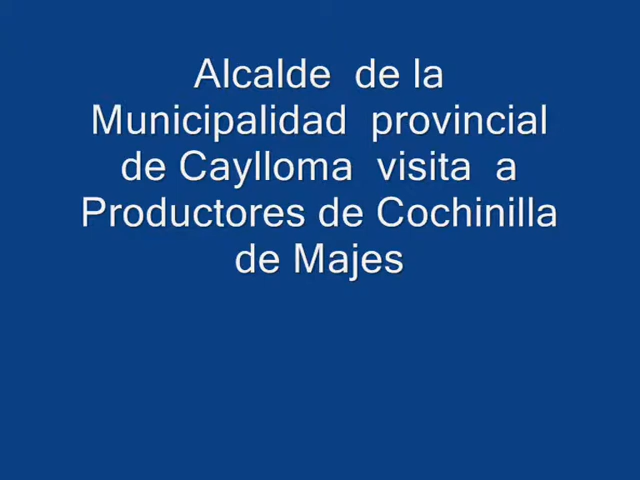 Alcalde de la
Municipalidad provincial
de Caylloma visita a
Productores de Cochinilla
de Majes